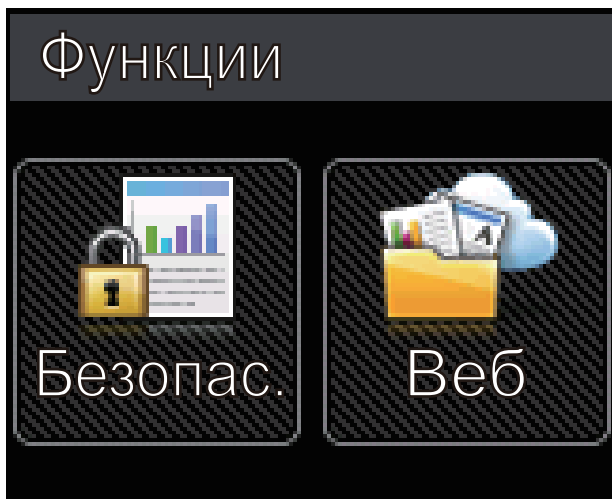 Функции
Безопас.
Веб